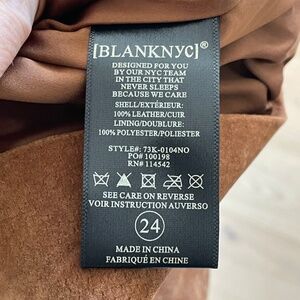 [BLANKNYC]®
DESIGNED FOR YOU
BY OUR NYC TEAM
IN THE CITY THAT
NEVER SLEEPS
BECAUSE WE CARE
SHELL/EXTÉRIEUR:
100% LEATHER/CUIR
LINING/DOUBLURE:
100% POLYESTER/POLIESTER
STYLE#: 73K-0104NO
PO# 100198
RN# 114542
SEE CARE ON REVERSE
VOIR INSTRUCTION AUVERSO
24
MADE IN CHINA
FABRIQUÉ EN CHINE